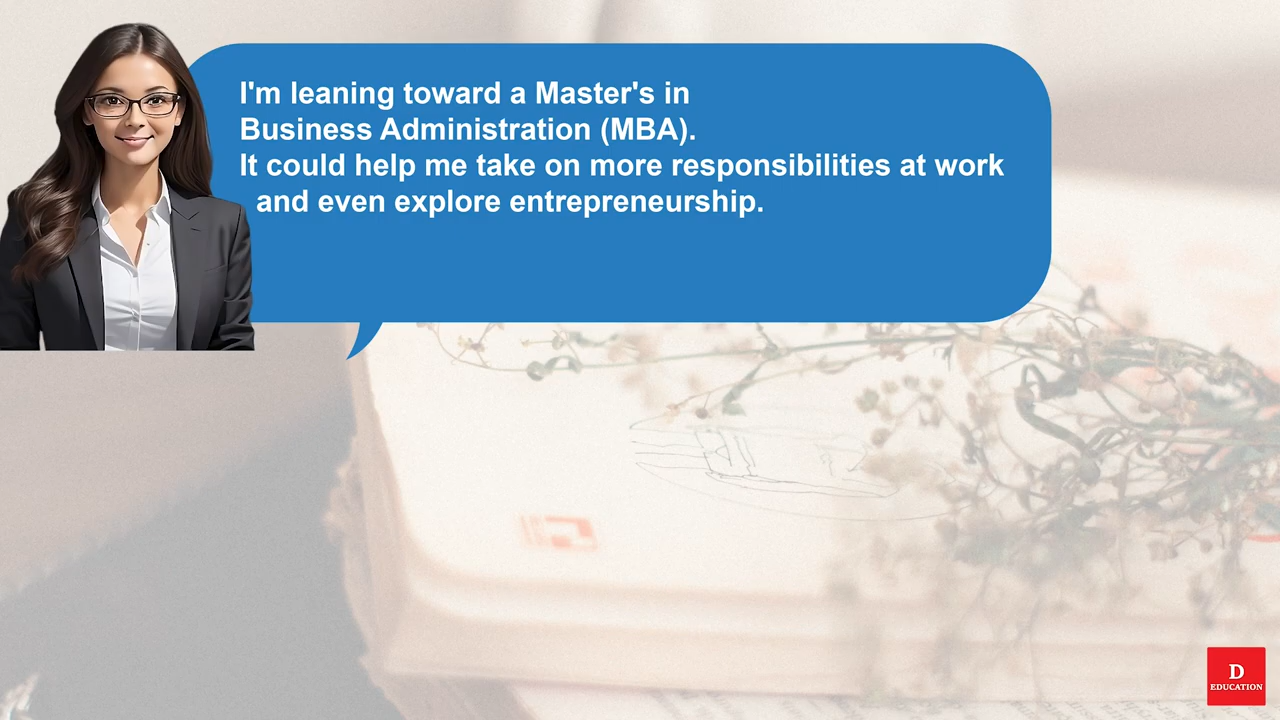 I'm leaning toward a Master's in
Business Administration (MBA).
It could help me take on more responsibilities at work
and even explore entrepreneurship.
D
EDUCATION